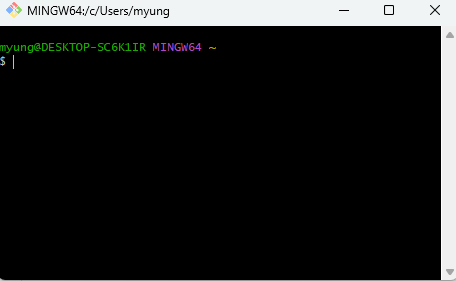 MINGW64:/c/Users/myung
myung@DESKTOP-SC6K1IR MINGW64 ~
$